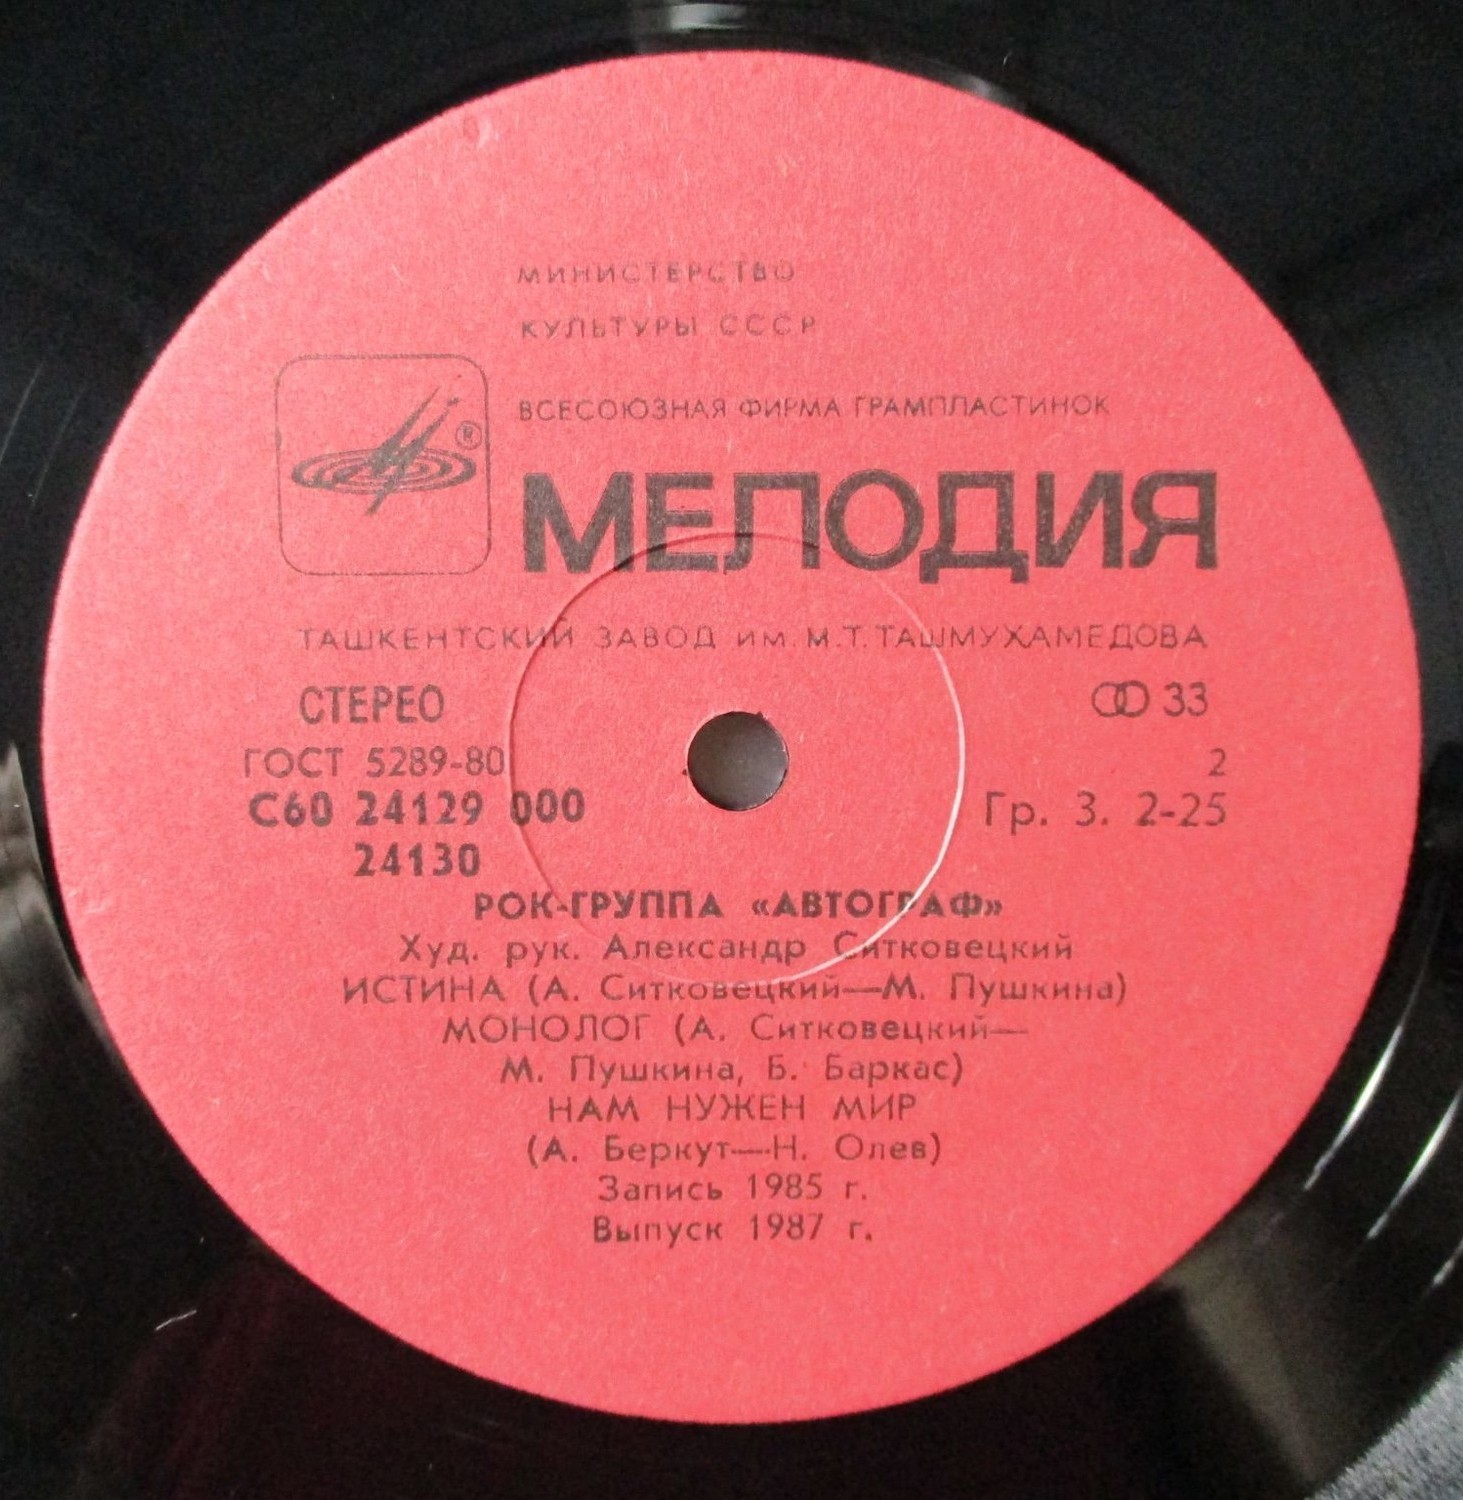 МИНИСТЕРСТВО
КУЛЬТУРЫ СССР
ВСЕСОЮЗНАЯ ФИРМА ГРАМПЛАСТИНОК
®
МЕЛОДИЯ
ТАШКЕНТСКИЙ ЗАВОД ИМ. М.Т. ТАШМУХАМЕДОВА
СТЕРЕО 33
ГОСТ 5289-80 2
С60 24129 000 Гр. 3. 2-25
24130
РОК-ГРУППА «АВТОГРАФ»
Худ. рук. Александр Ситковецкий
ИСТИНА (А. Ситковецкий—М. Пушкина)
МОНОЛОГ (А. Ситковецкий—
М. Пушкина, Б. Баркас)
НАМ НУЖЕН МИР
(А. Беркут—Н. Олев)
Запись 1985 г.
Выпуск 1987 г.